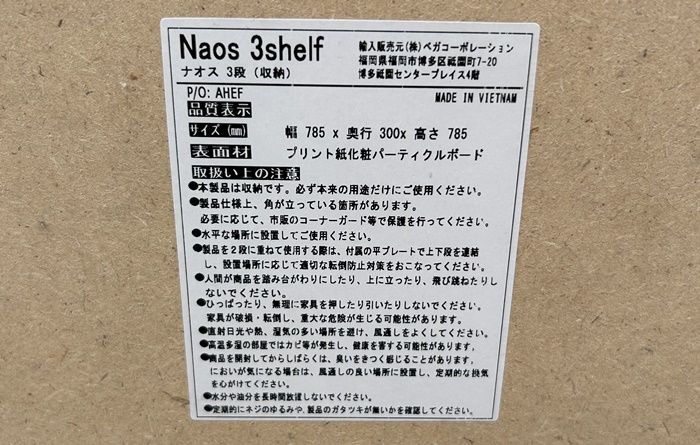 Naos 3shelf
ナオス 3段 (収納)
輸入販売元(株)ベガコーポレーション
福岡県福岡市博多区祗園町7-20
博多祗園センタープレイス4階
P/O: AHEF
MADE IN VIETNAM
品質表示
サイズ (mm) 幅 785 x 奥行 300x 高さ 785
表面材 プリント紙化粧パーティクルボード
取扱い上の注意
●本製品は収納です。必ず本来の用途だけにご使用ください。
●製品仕様上、角が立っている箇所があります。
必要に応じて、市販のコーナーガード等で保護を行ってください。
●水平な場所に設置してご使用ください。
●製品を2段に重ねて使用する際は、付属の平プレートで上下段を連結
し、設置場所に応じて適切な転倒防止対策をおこなってください。
●人間が商品を踏み台がわりにしたり、上に立ったり、飛び跳ねたりし
ないでください。
●ひっぱったり、無理に家具を押したり引いたりしないでください。
家具が破損・転倒し、重大な危険が生じる可能性があります。
●直射日光や熱、湿気の多い場所を避け、風通しをよくしてください。
●高温多湿の部屋ではカビ等が発生し、健康を害する可能性があります。
●商品を開封してからしばらくは、臭いをきつく感じることがあります。
においが気になる場合は、風通しの良い場所に設置し、定期的な換気
を心がけてください。
●水分や油分を長時間放置しないでください。
●定期的にネジのゆるみや、製品のガタツキが無いかを確認してください。